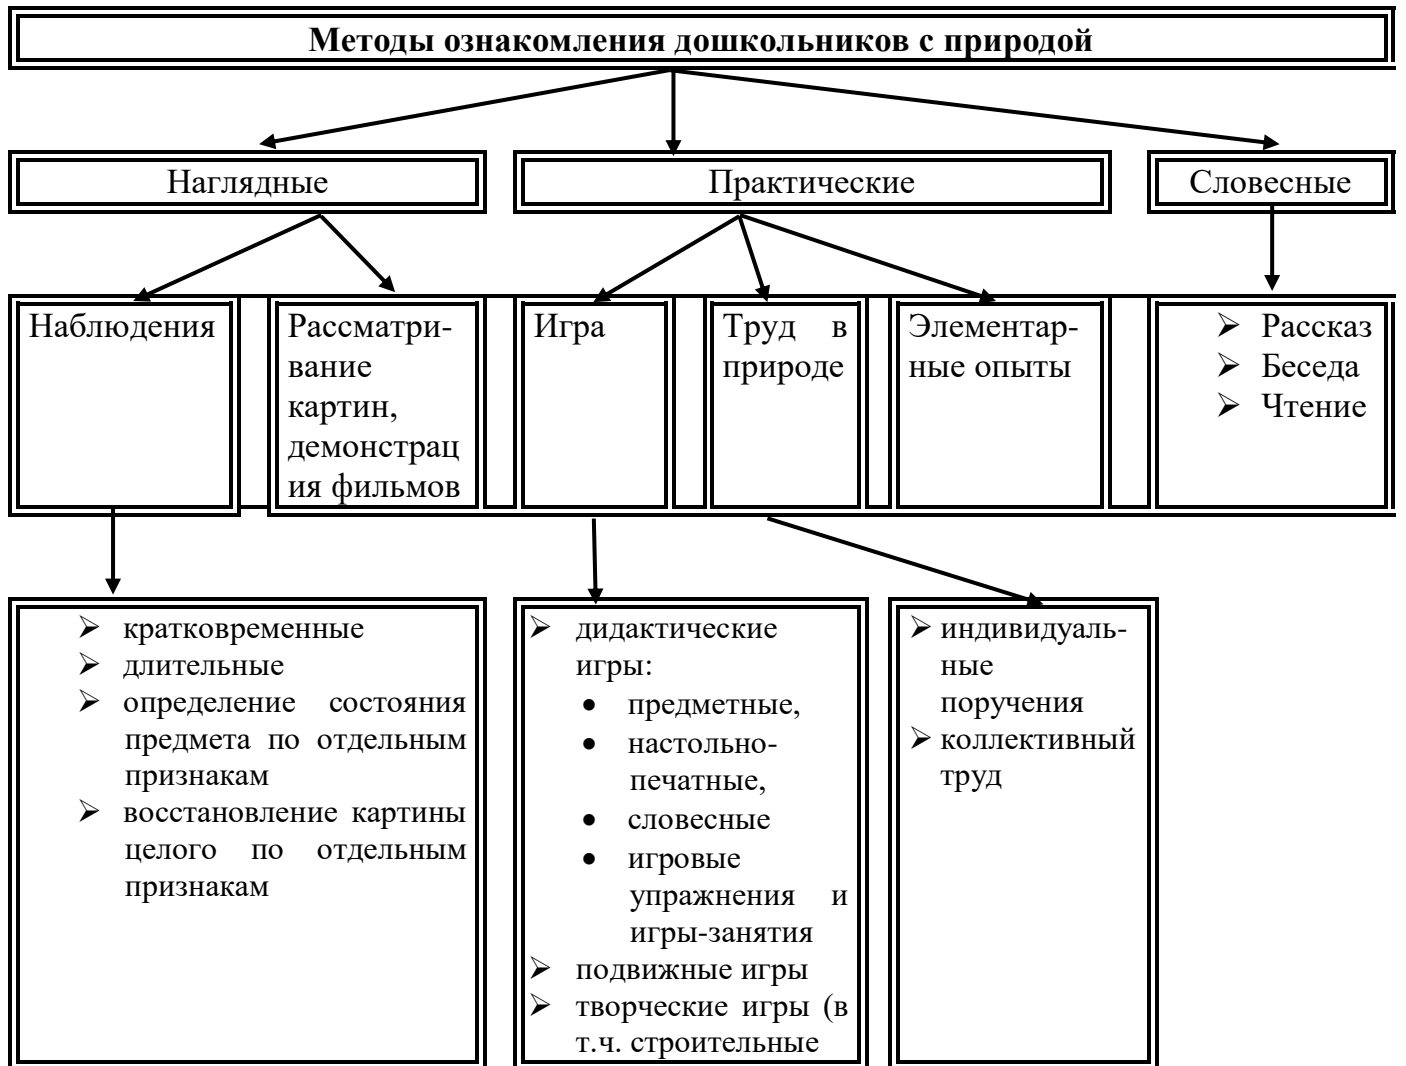 Методы ознакомления дошкольников с природой
Наглядные
Практические
Словесные
Наблюдения
Рассматри-
вание
картин,
демонстрац
ия фильмов
Игра
Труд в
природе
Элементар-
ные опыты
➢ Рассказ
➢ Беседа
➢ Чтение
➢ кратковременные
➢ длительные
➢ определение состояния
предмета по отдельным
признакам
➢ восстановление картины
целого по отдельным
признакам
➢ дидактические
игры:
• предметные,
• настольно-
печатные,
• словесные
• игровые
упражнения и
игры-занятия
➢ подвижные игры
➢ творческие игры (в
т.ч. строительные
➢ индивидуаль-
ные
поручения
➢ коллективный
труд